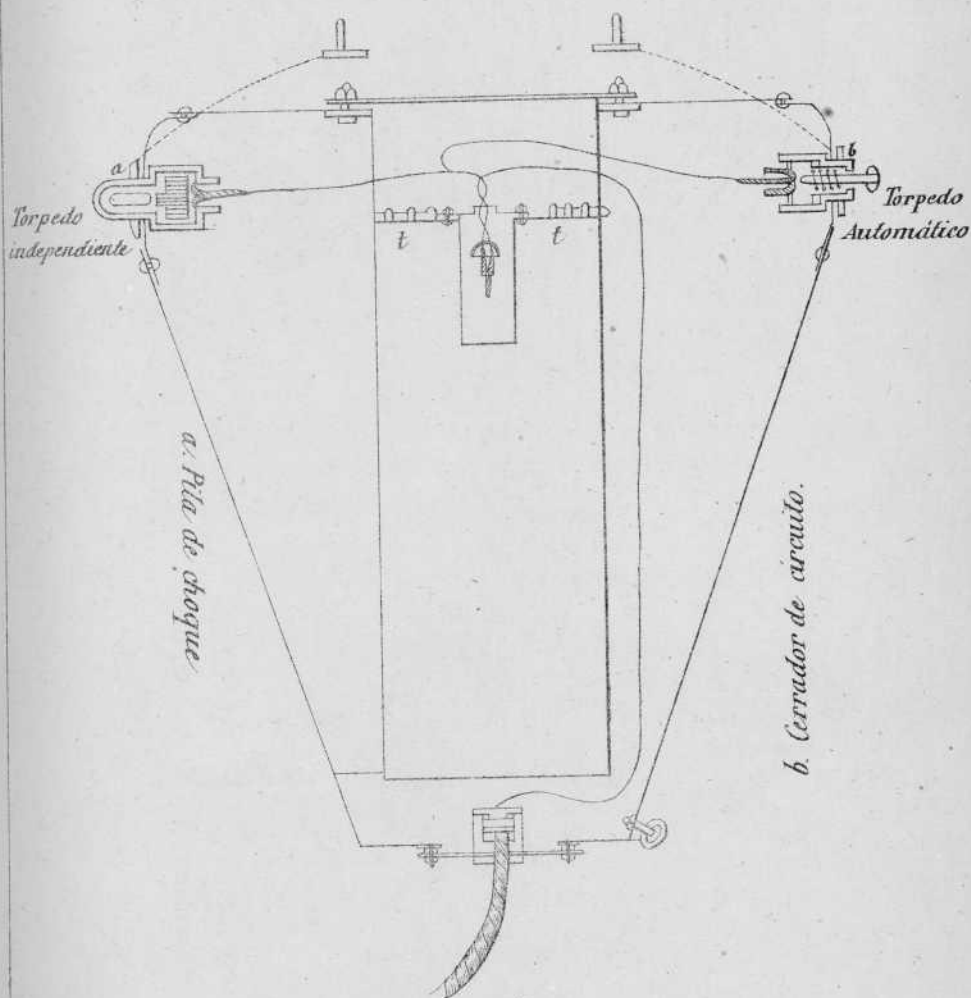 a
b
Torpedo
independiente
Torpedo
Automático
t
t
a. Pila de choque
b. Cerrador de circuito.